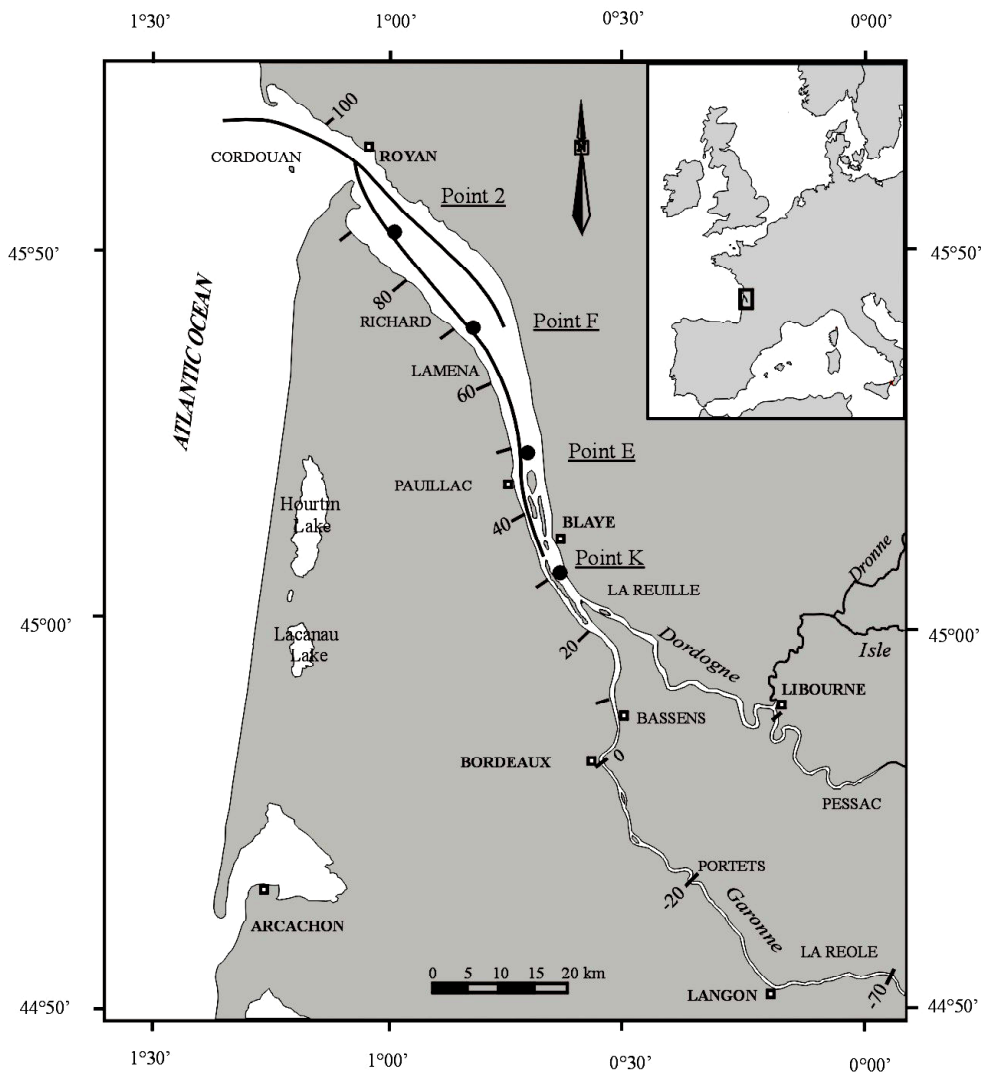 1°30’
1°00’
0°30’
0°00’
100
CORDOUAN
ROYAN
N
Point 2
45°50’
45°50’
80
RICHARD
Point F
ATLANTIC OCEAN
LAMENA
60
Point E
PAUILLAC
Hourtin
Lake
40
BLAYE
Point K
LA REUILLE
Dronne
45°00’
45°00’
Lacanau
Lake
20
Dordogne
Isle
LIBOURNE
BASSENS
BORDEAUX
0
PESSAC
PORTETS
-20
Garonne
ARCACHON
LA REOLE
0 5 10 15 20 km
LANGON
-70
44°50’
44°50’
1°30’
1°00’
0°30’
0°00’